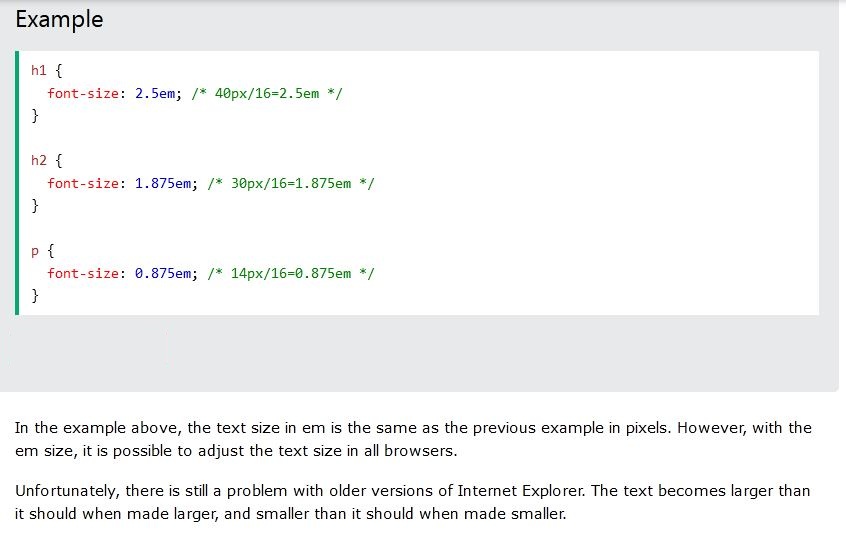 Example
h1 {
font-size: 2.5em; /* 40px/16=2.5em */
}
h2 {
font-size: 1.875em; /* 30px/16=1.875em */
}
p {
font-size: 0.875em; /* 14px/16=0.875em */
}
In the example above, the text size in em is the same as the previous example in pixels. However, with the
em size, it is possible to adjust the text size in all browsers.
Unfortunately, there is still a problem with older versions of Internet Explorer. The text becomes larger than
it should when made larger, and smaller than it should when made smaller.